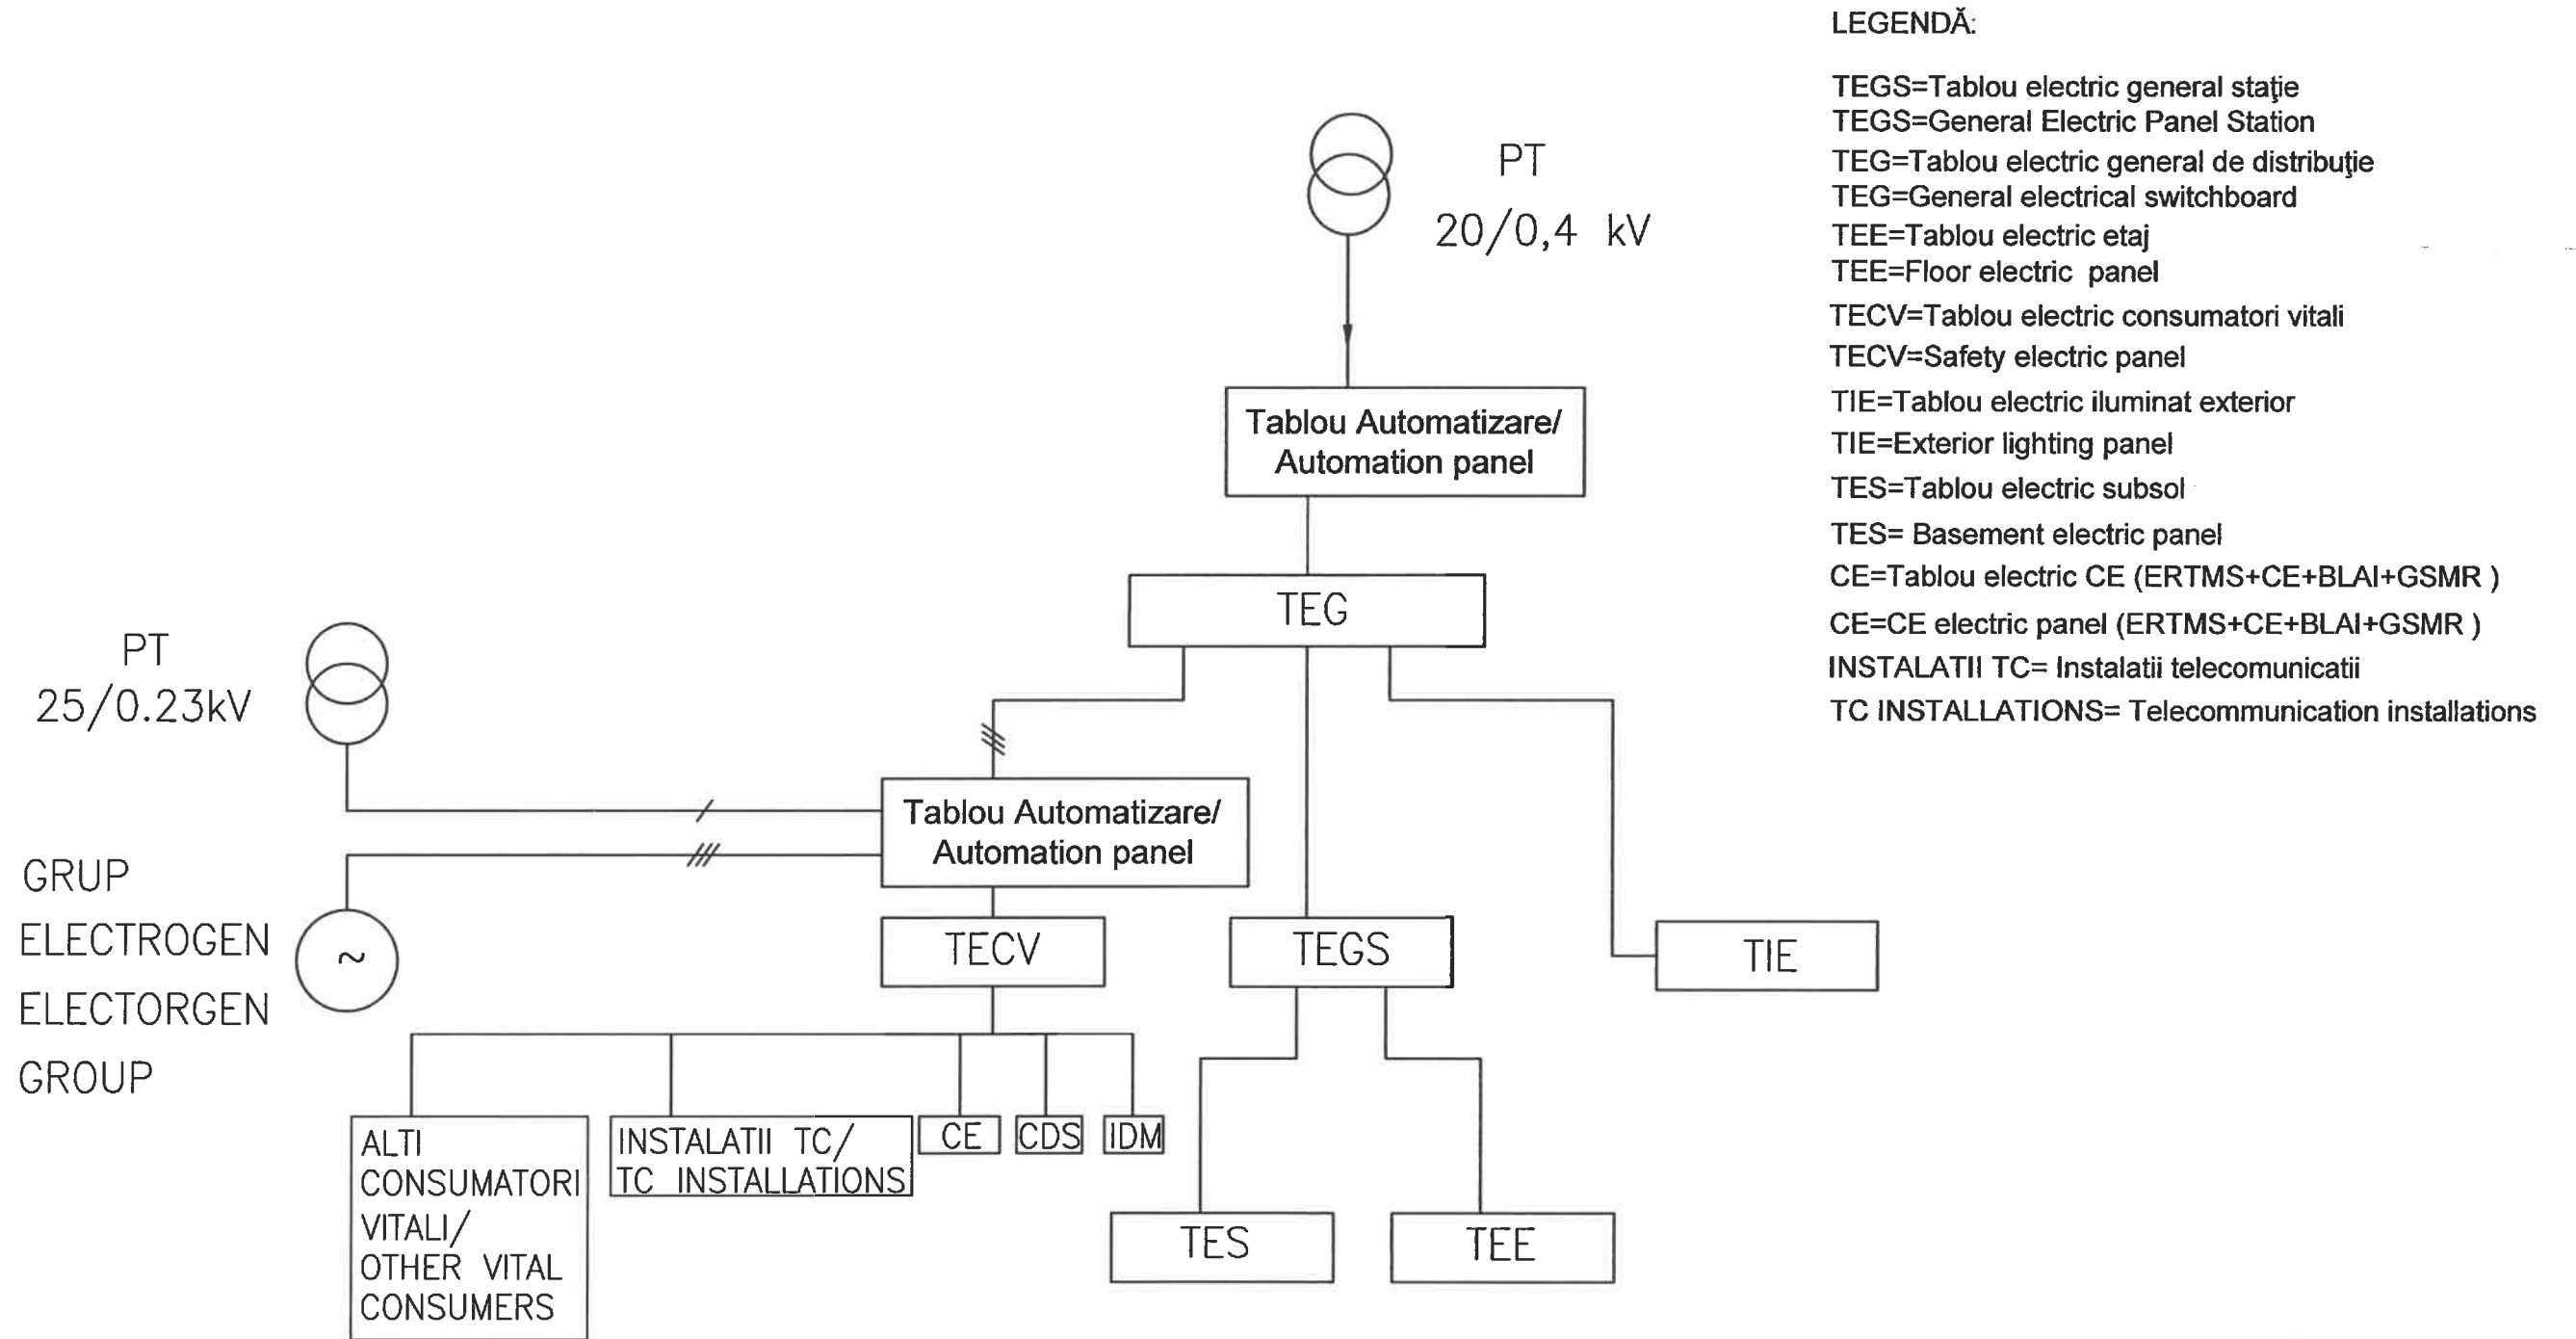 LEGENDĂ:
TEGS=Tablou electric general staţie
TEGS=General Electric Panel Station
TEG=Tablou electric general de distribuţie
TEG=General electrical switchboard
TEE=Tablou electric etaj
TEE=Floor electric panel
TECV=Tablou electric consumatori vitali
TECV=Safety electric panel
TIE=Tablou electric iluminat exterior
TIE=Exterior lighting panel
TES=Tablou electric subsol
TES= Basement electric panel
CE=Tablou electric CE (ERTMS+CE+BLAI+GSMR )
CE=CE electric panel (ERTMS+CE+BLAI+GSMR )
INSTALATII TC= Instalatii telecomunicatii
TC INSTALLATIONS= Telecommunication installations
PT
20/0,4 kV
Tablou Automatizare/
Automation panel
TEG
PT
25/0.23kV
Tablou Automatizare/
Automation panel
GRUP
ELECTROGEN
ELECTORGEN
GROUP
~
TECV
TEGS
TIE
ALTI
CONSUMATORI
VITALI/
OTHER VITAL
CONSUMERS
INSTALATII TC/
TC INSTALLATIONS
CE
CDS
IDM
TES
TEE